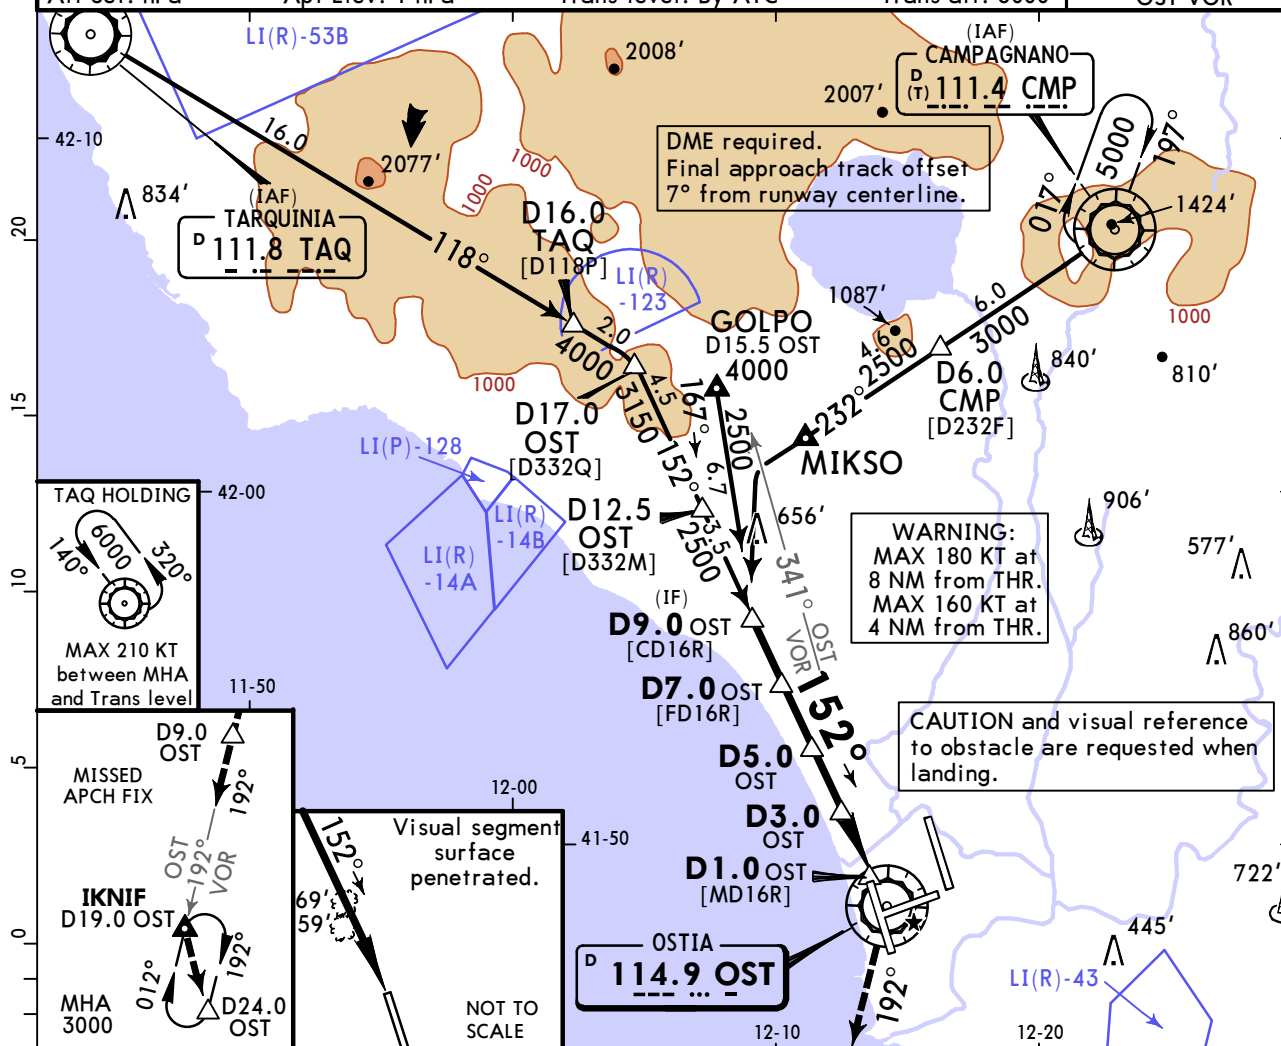 Apt Elev:
Trans level: By ATC
Trans alt: 6000
OST VOR
LI(R)-53B
2008'
(IAF)
CAMPAGNANO
D
(T) 111.4 CMP
2007'
5000
197°
017°
42-10
16.0
2077'
1000
1000
DME required.
Final approach track offset
7° from runway centerline.
834'
(IAF)
TARQUINIA
D 111.8 TAQ
118°
D16.0
TAQ
[D118P]
LI(R)
-123
1424'
20
1087'
6.0
3000
1000
GOLPO
D15.5 OST
4000
2.0
4000
4.6
2500
D6.0
CMP
[D232F]
840'
810'
1000
4.5
3150
167°
2500
232°
15
D17.0
OST
[D332Q]
MIKSO
LI(P)-128
152°
6.7
TAQ HOLDING
6000
140°
320°
MAX 210 KT
between MHA
and Trans level
42-00
LI(R)
-14B
LI(R)
-14A
D12.5
OST
[D332M]
3.5
2500
656'
906'
WARNING:
MAX 180 KT at
8 NM from THR.
MAX 160 KT at
4 NM from THR.
577'
341°
OST
VOR
10
(IF)
D9.0 OST
[CD16R]
860'
D7.0 OST
[FD16R]
152°
11-50
CAUTION and visual reference
to obstacle are requested when
landing.
D9.0
OST
MISSED
APCH FIX
192°
5
D5.0
OST
12-00
D3.0
OST
Visual segment
surface
penetrated.
152°
41-50
OST
192°
VOR
D1.0 OST
[MD16R]
722'
IKNIF
D19.0 OST
69'
59'
0
192°
012°
OSTIA
D 114.9 OST
445'
LI(R)-43
MHA
3000
D24.0
OST
NOT TO
SCALE
192°
12-10
12-20